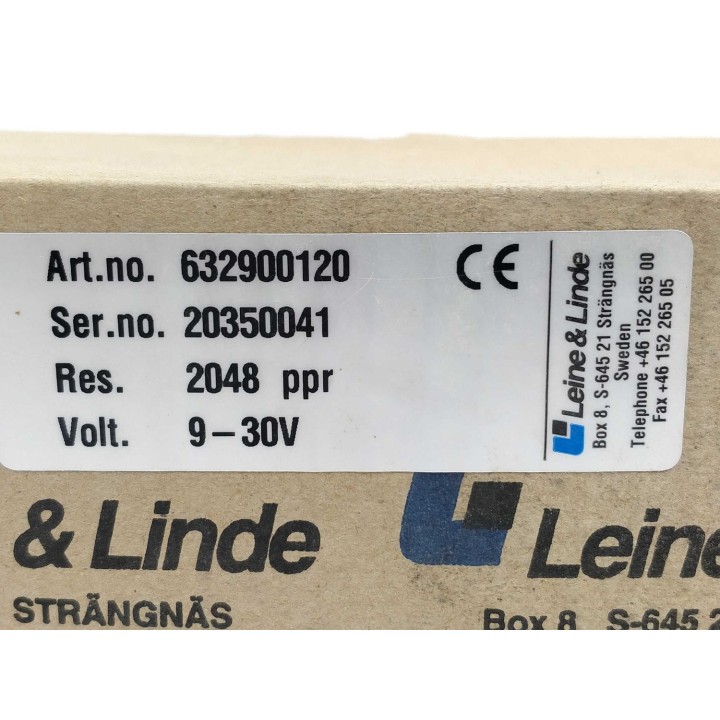 Art.no. 632900120
Ser.no. 20350041
Res. 2048 ppr
Volt. 9-30V
CE
Leine & Linde
Box 8, S-645 21 Strängnäs
Sweden
Telephone +46 152 265 00
Fax +46 152 265 05
& Linde
STRÄNGNÄS
Leine
Box 8, S-645 2